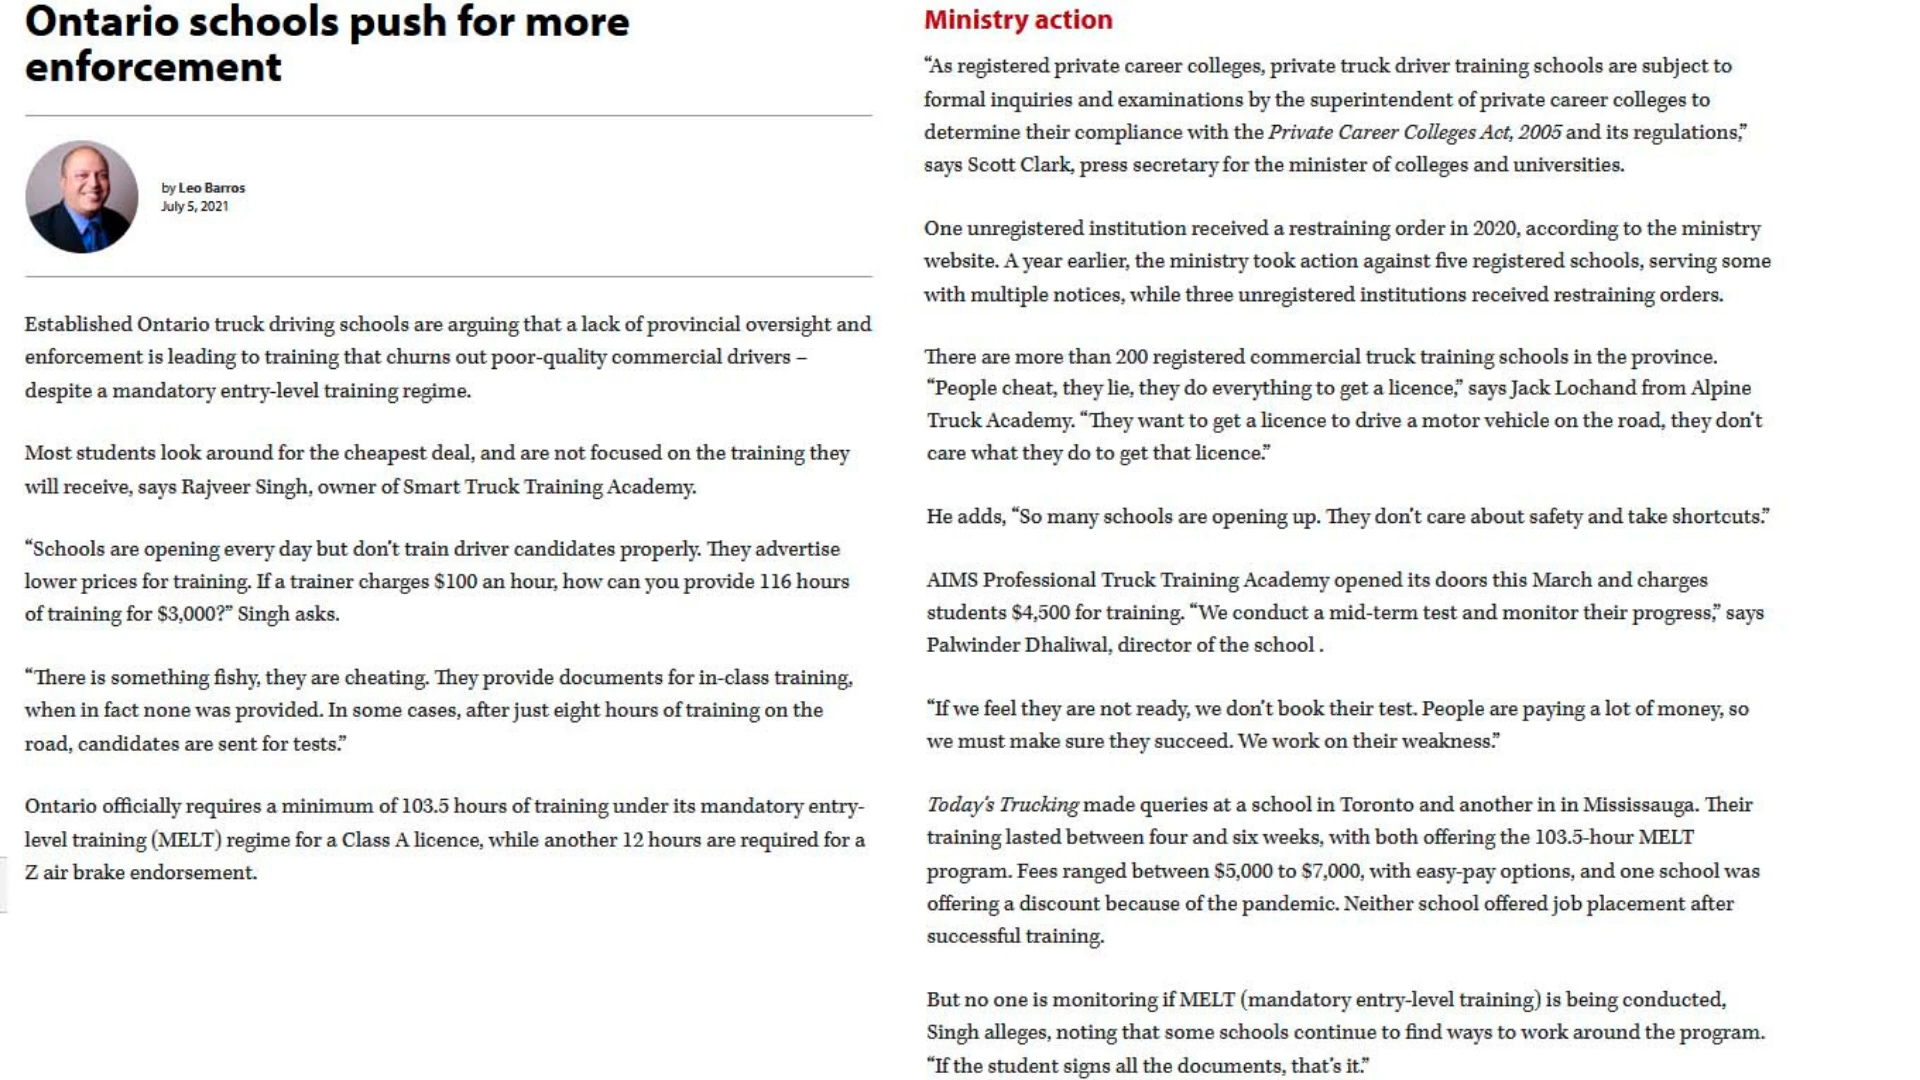 Ontario schools push for more
enforcement
by Leo Barros
July 5, 2021
Established Ontario truck driving schools are arguing that a lack of provincial oversight and
enforcement is leading to training that churns out poor-quality commercial drivers –
despite a mandatory entry-level training regime.
Most students look around for the cheapest deal, and are not focused on the training they
will receive, says Rajveer Singh, owner of Smart Truck Training Academy.
“Schools are opening every day but don’t train driver candidates properly. They advertise
lower prices for training. If a trainer charges $100 an hour, how can you provide 116 hours
of training for $3,000?” Singh asks.
“There is something fishy, they are cheating. They provide documents for in-class training,
when in fact none was provided. In some cases, after just eight hours of training on the
road, candidates are sent for tests.”
Ontario officially requires a minimum of 103.5 hours of training under its mandatory entry-
level training (MELT) regime for a Class A licence, while another 12 hours are required for a
Z air brake endorsement.
Ministry action
“As registered private career colleges, private truck driver training schools are subject to
formal inquiries and examinations by the superintendent of private career colleges to
determine their compliance with the Private Career Colleges Act, 2005 and its regulations,”
says Scott Clark, press secretary for the minister of colleges and universities.
One unregistered institution received a restraining order in 2020, according to the ministry
website. A year earlier, the ministry took action against five registered schools, serving some
with multiple notices, while three unregistered institutions received restraining orders.
There are more than 200 registered commercial truck training schools in the province.
“People cheat, they lie, they do everything to get a licence,” says Jack Lochand from Alpine
Truck Academy. “They want to get a licence to drive a motor vehicle on the road, they don’t
care what they do to get that licence.”
He adds, “So many schools are opening up. They don’t care about safety and take shortcuts.”
AIMS Professional Truck Training Academy opened its doors this March and charges
students $4,500 for training. “We conduct a mid-term test and monitor their progress,” says
Palwinder Dhaliwal, director of the school .
“If we feel they are not ready, we don’t book their test. People are paying a lot of money, so
we must make sure they succeed. We work on their weakness.”
Today’s Trucking made queries at a school in Toronto and another in in Mississauga. Their
training lasted between four and six weeks, with both offering the 103.5-hour MELT
program. Fees ranged between $5,000 to $7,000, with easy-pay options, and one school was
offering a discount because of the pandemic. Neither school offered job placement after
successful training.
But no one is monitoring if MELT (mandatory entry-level training) is being conducted,
Singh alleges, noting that some schools continue to find ways to work around the program.
“If the student signs all the documents, that’s it.”